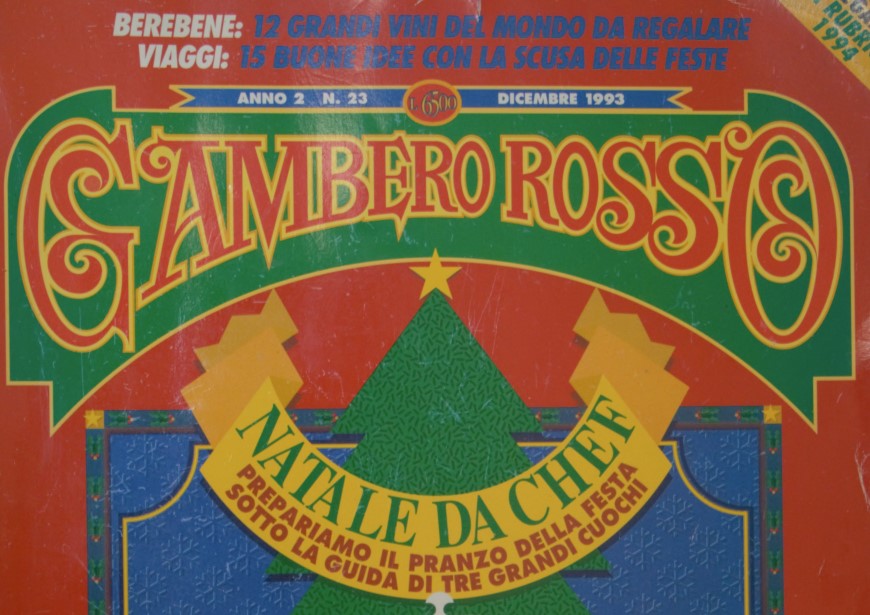 BEREBENE: 12 GRANDI VINI DEL MONDO DA REGALARE
VIAGGI: 15 BUONE IDEE CON LA SCUSA DELLE FESTE
1994
ANNO 2 N. 23 L. 6500 DICEMBRE 1993
GAMBERO ROSSO
NATALE DA CHEF
PREPARIAMO IL PRANZO DELLA FESTA
SOTTO LA GUIDA DI TRE GRANDI CUOCHI